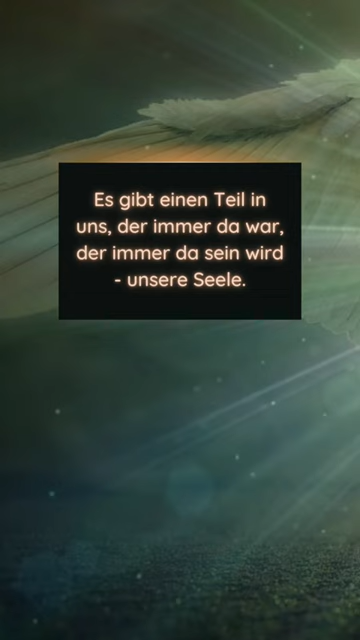 Es gibt einen Teil in
uns, der immer da war,
der immer da sein wird
- unsere Seele.